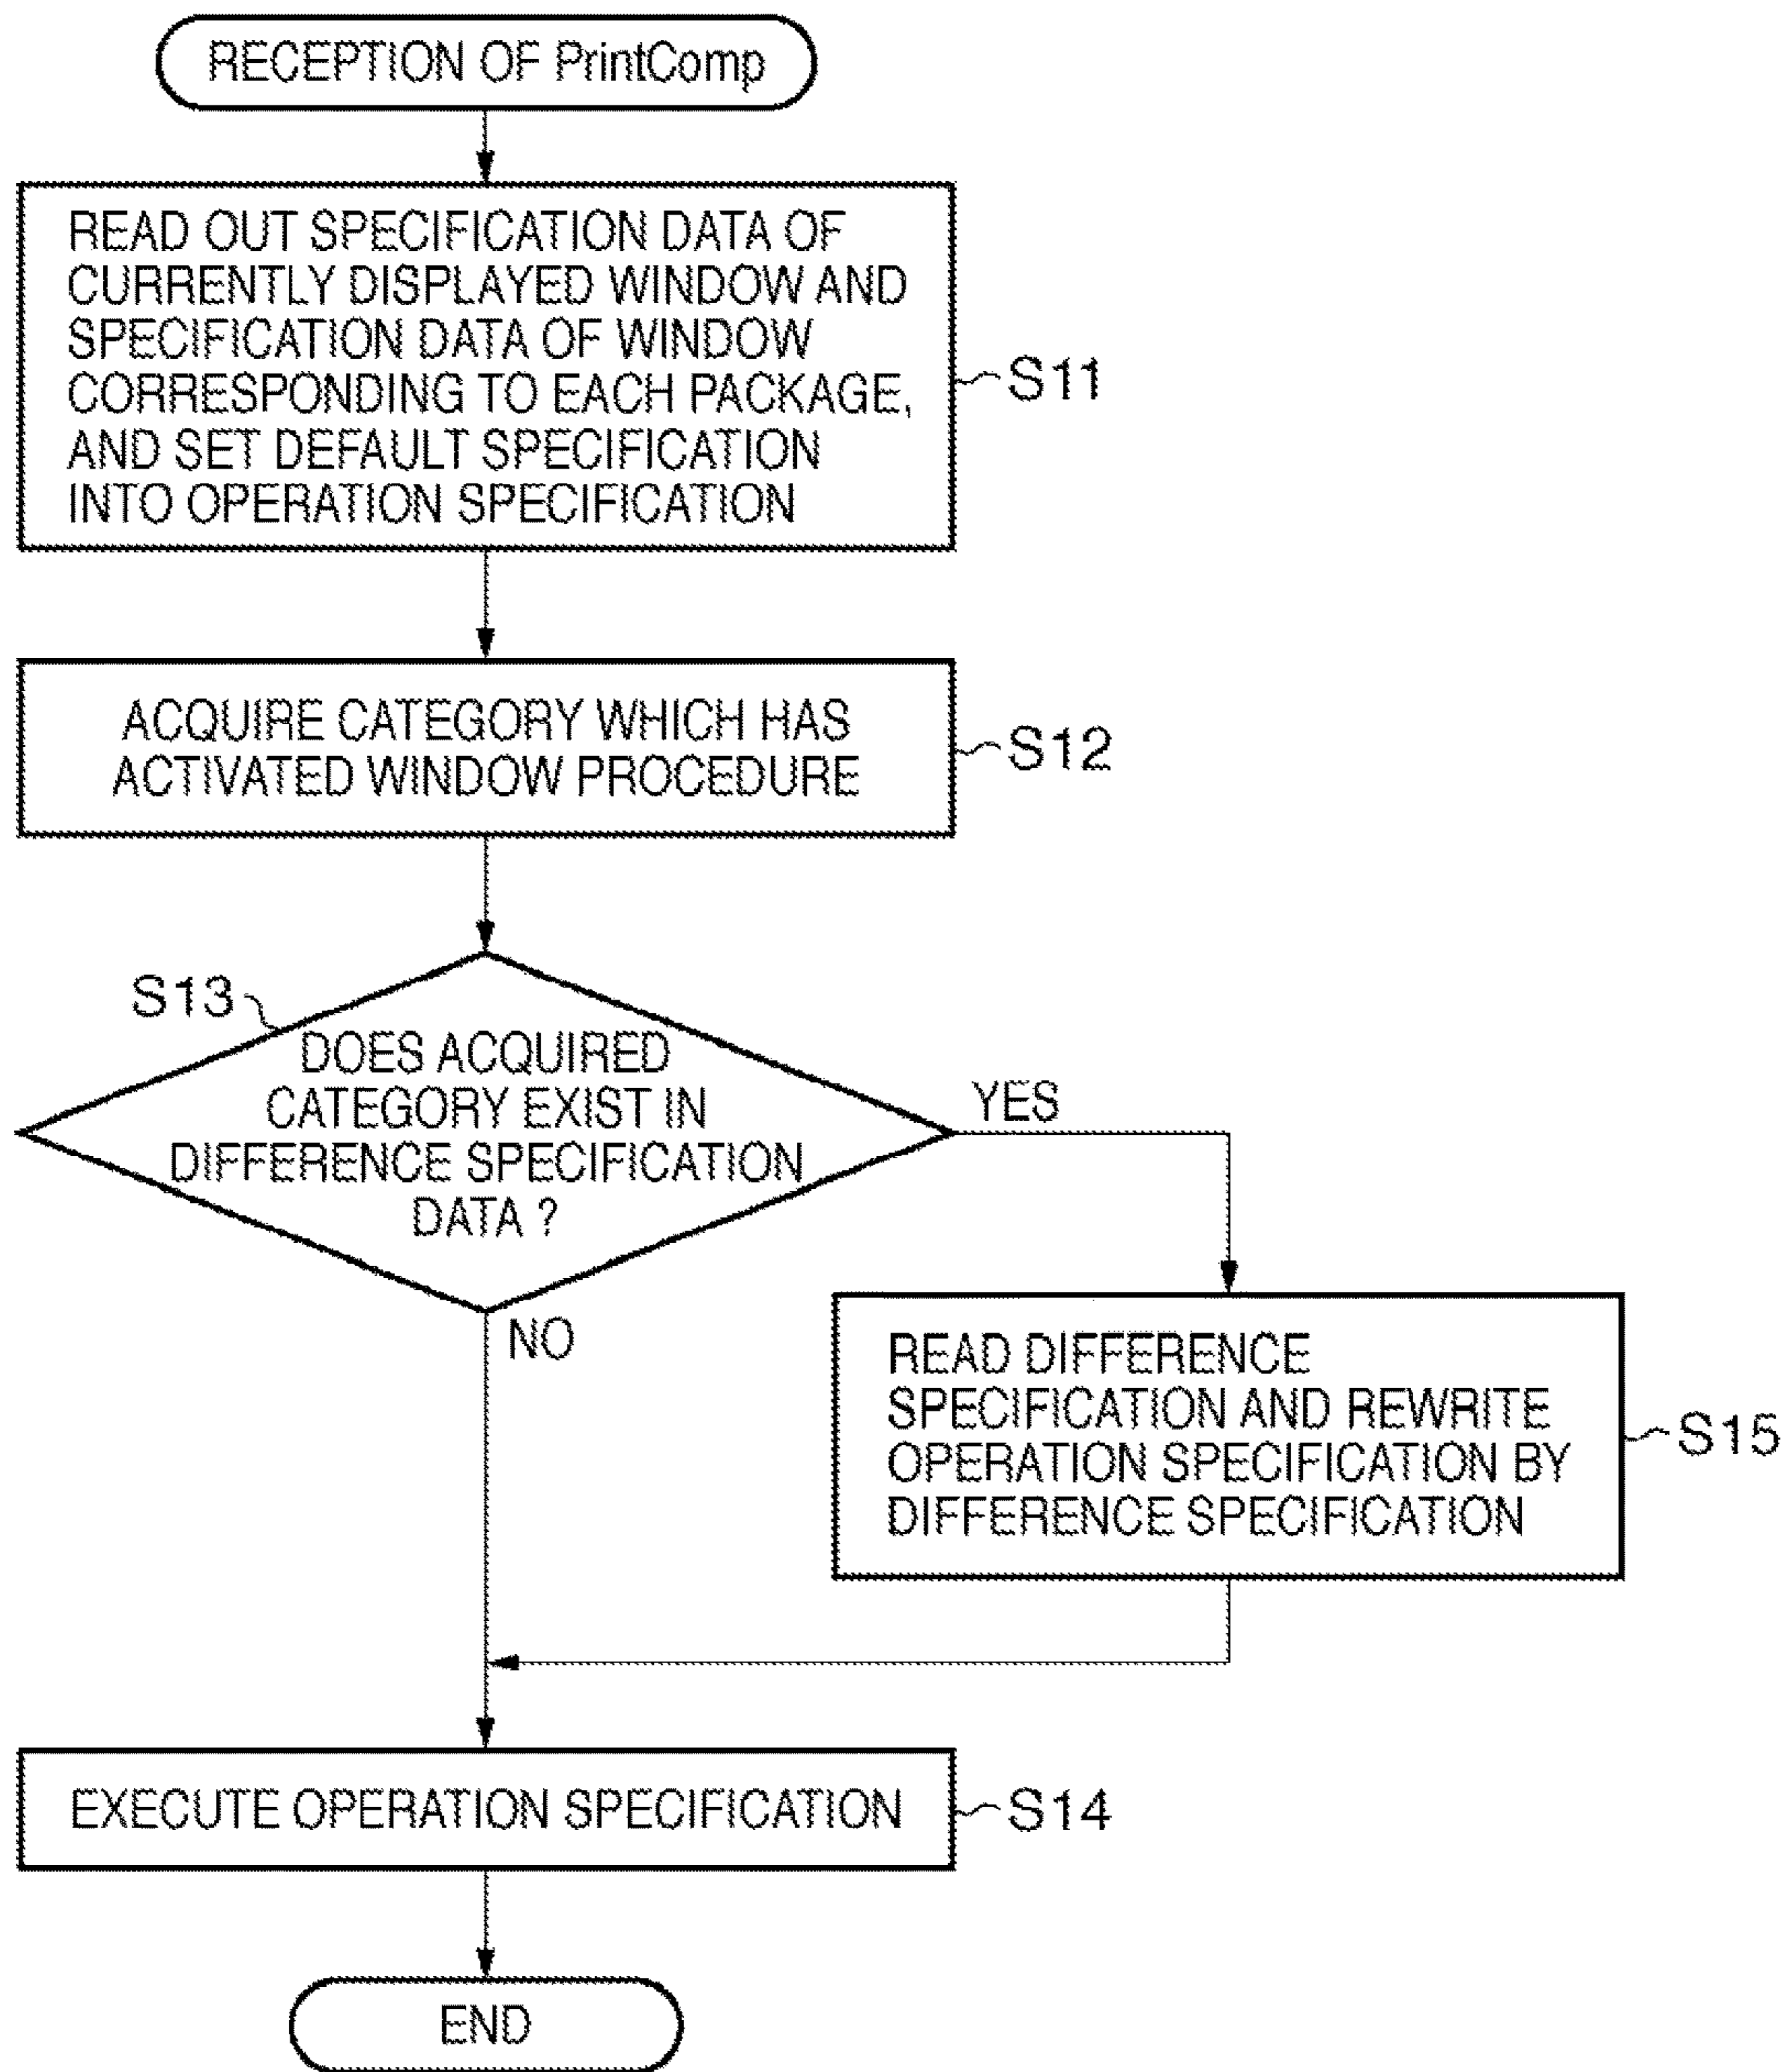 RECEPTION OF PrintComp
READ OUT SPECIFICATION DATA OF
CURRENTLY DISPLAYED WINDOW AND
SPECIFICATION DATA OF WINDOW
CORRESPONDING TO EACH PACKAGE,
AND SET DEFAULT SPECIFICATION
INTO OPERATION SPECIFICATION
S11
ACQUIRE CATEGORY WHICH HAS
ACTIVATED WINDOW PROCEDURE
S12
S13
DOES ACQUIRED
CATEGORY EXIST IN
DIFFERENCE SPECIFICATION
DATA ?
YES
NO
READ DIFFERENCE
SPECIFICATION AND REWRITE
OPERATION SPECIFICATION BY
DIFFERENCE SPECIFICATION
S15
EXECUTE OPERATION SPECIFICATION
S14
END